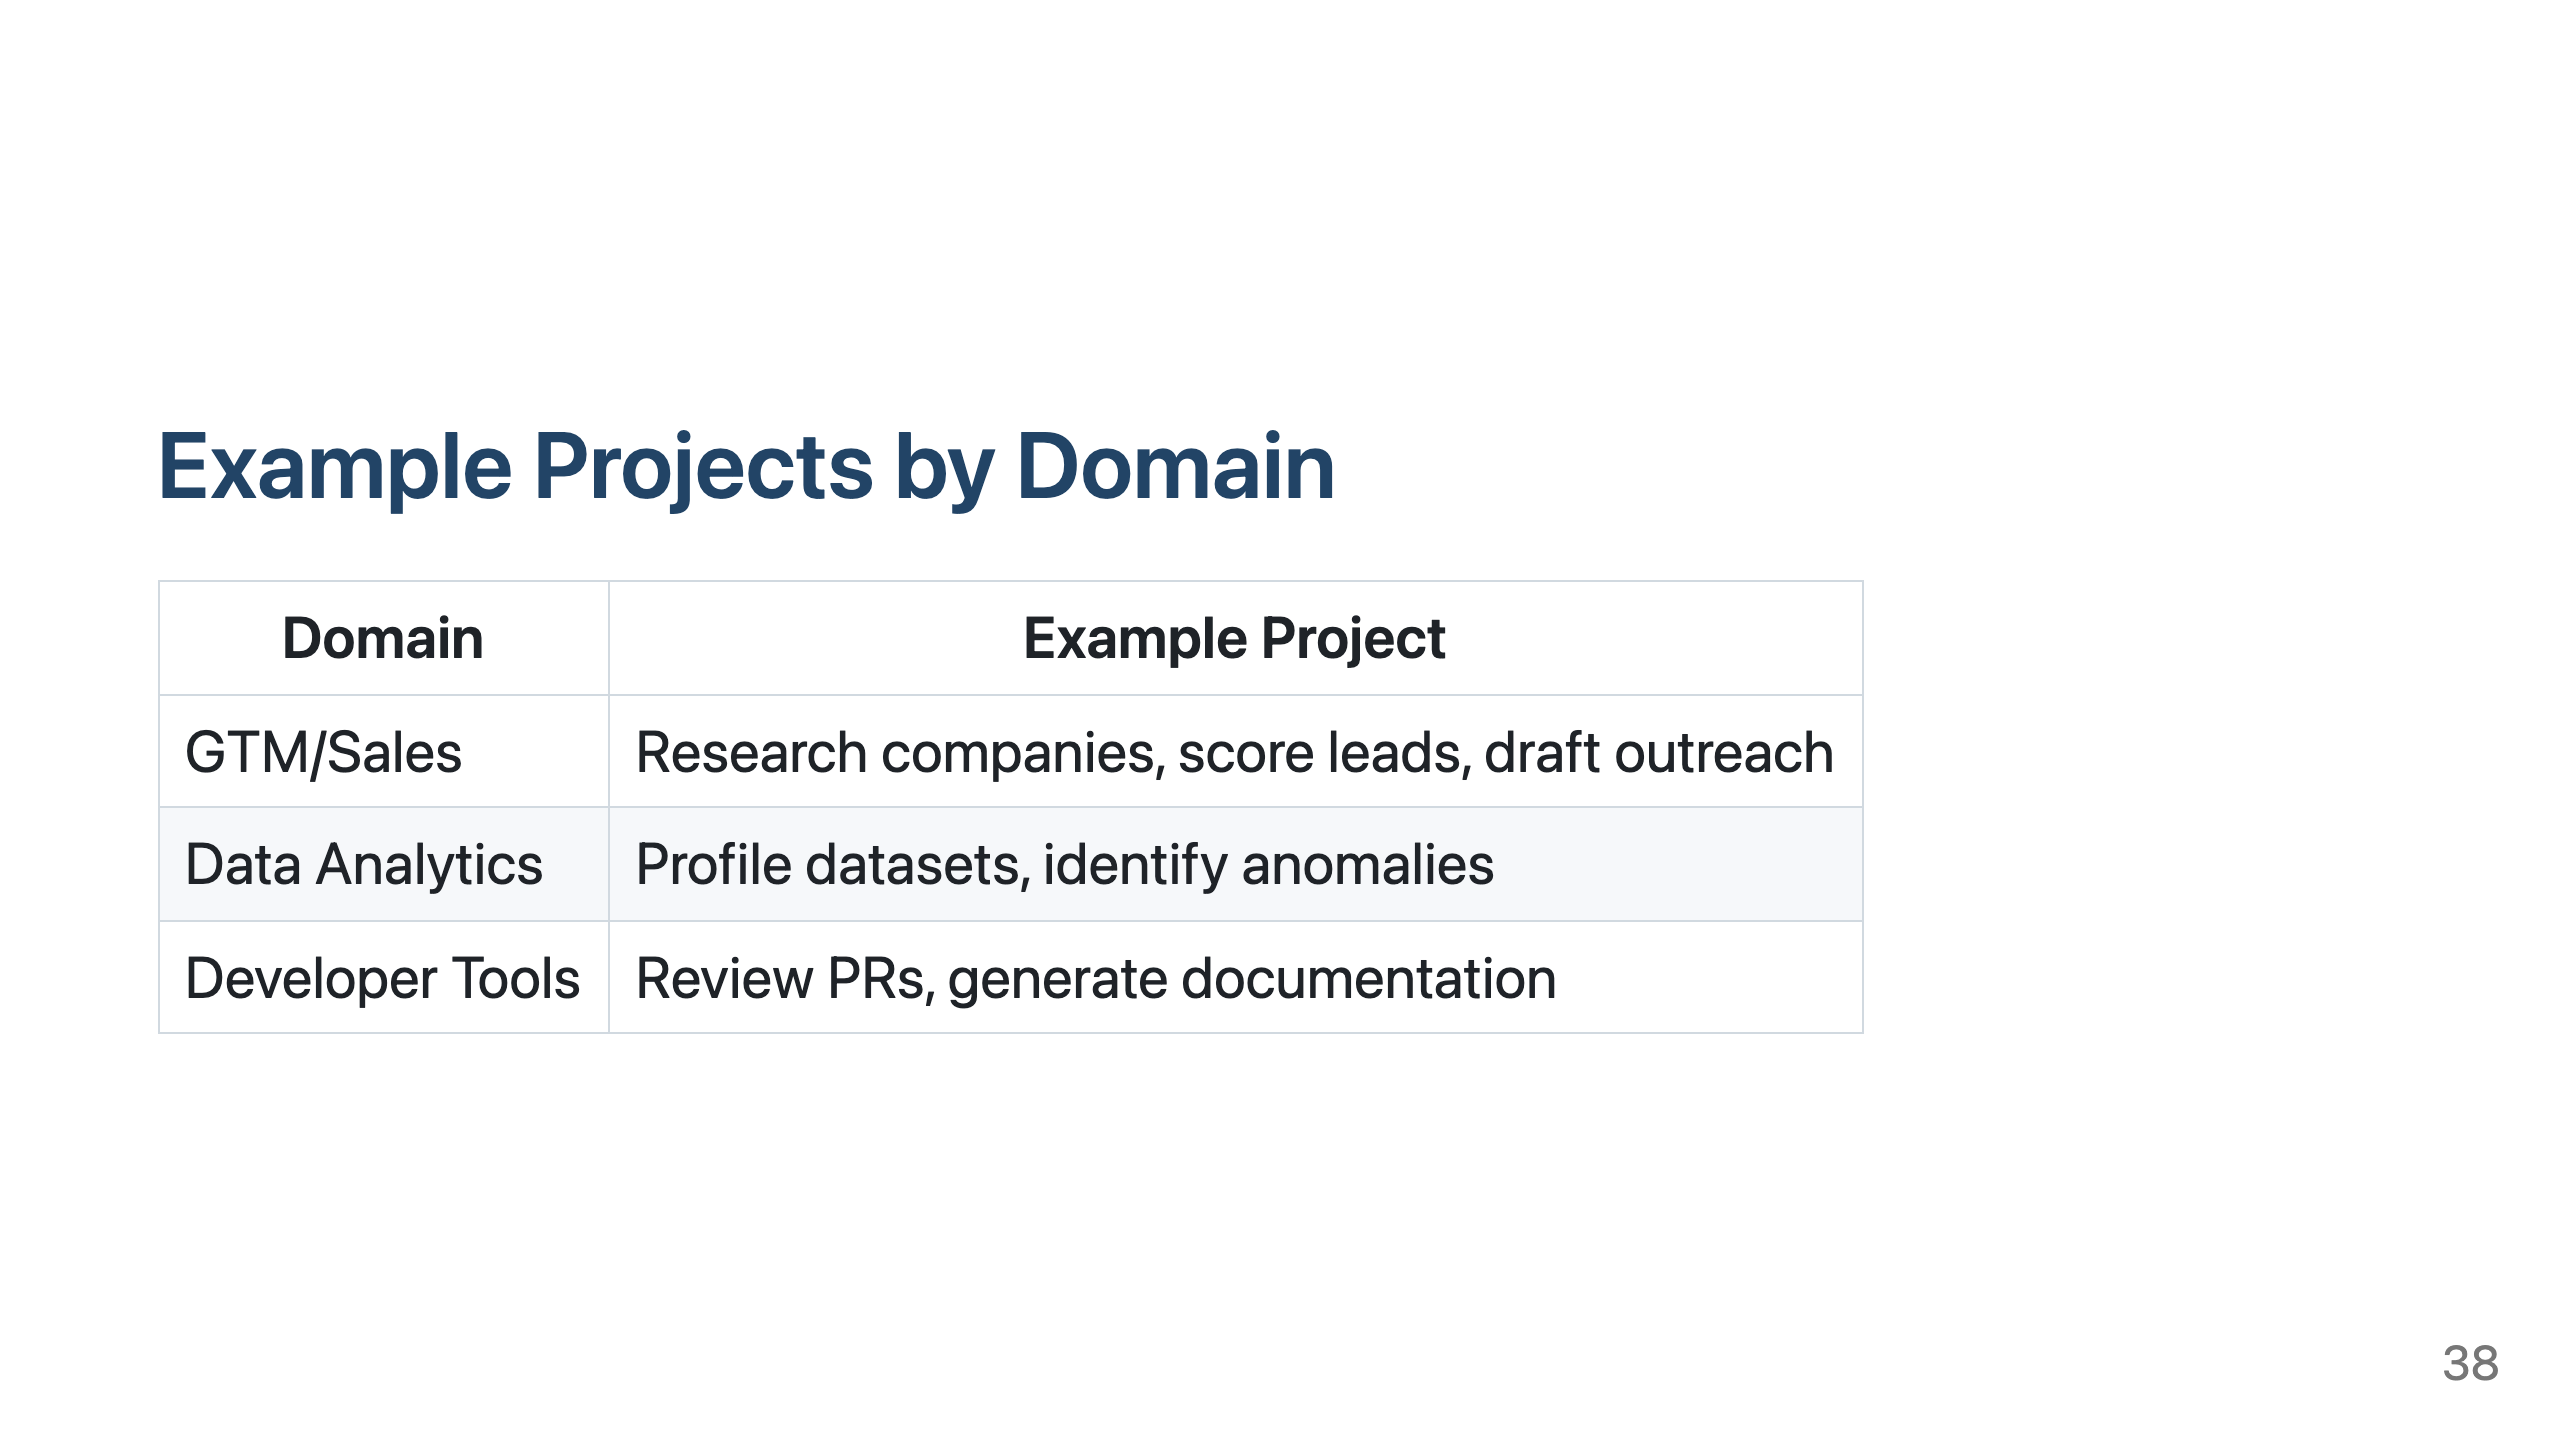 Example Projects by Domain
Domain Example Project
GTM/Sales Research companies, score leads, draft outreach
Data Analytics Profile datasets, identify anomalies
Developer Tools Review PRs, generate documentation
38